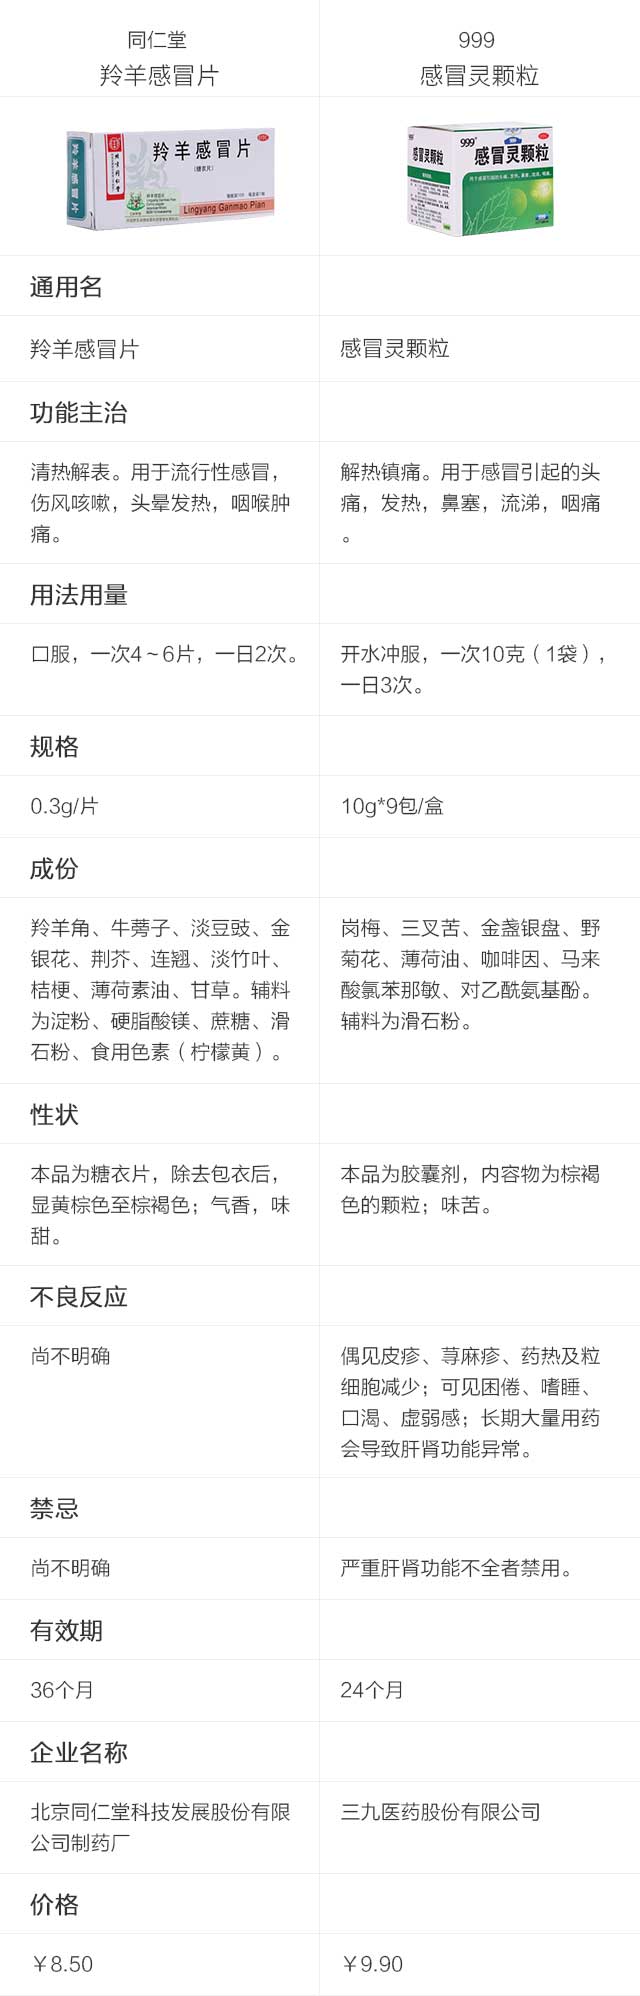 同仁堂
羚羊感冒片
999
感冒灵颗粒
羚羊感冒片
北京同仁堂
羚羊感冒片
(糖衣片)
Lingyang Ganmao Pian
999
感冒灵颗粒
999
感冒灵颗粒
通用名
羚羊感冒片
感冒灵颗粒
功能主治
清热解表。用于流行性感冒，
伤风咳嗽，头晕发热，咽喉肿
痛。
解热镇痛。用于感冒引起的头
痛，发热，鼻塞，流涕，咽痛
。
用法用量
口服，一次4～6片，一日2次。
开水冲服，一次10克（1袋），
一日3次。
规格
0.3g/片
10g*9包/盒
成份
羚羊角、牛蒡子、淡豆豉、金
银花、荆芥、连翘、淡竹叶、
桔梗、薄荷素油、甘草。辅料
为淀粉、硬脂酸镁、蔗糖、滑
石粉、食用色素（柠檬黄）。
岗梅、三叉苦、金盏银盘、野
菊花、薄荷油、咖啡因、马来
酸氯苯那敏、对乙酰氨基酚。
辅料为滑石粉。
性状
本品为糖衣片，除去包衣后，
显黄棕色至棕褐色；气香，味
甜。
本品为胶囊剂，内容物为棕褐
色的颗粒；味苦。
不良反应
尚不明确
偶见皮疹、荨麻疹、药热及粒
细胞减少；可见困倦、嗜睡、
口渴、虚弱感；长期大量用药
会导致肝肾功能异常。
禁忌
尚不明确
严重肝肾功能不全者禁用。
有效期
36个月
24个月
企业名称
北京同仁堂科技发展股份有限
公司制药厂
三九医药股份有限公司
价格
￥8.50
￥9.90